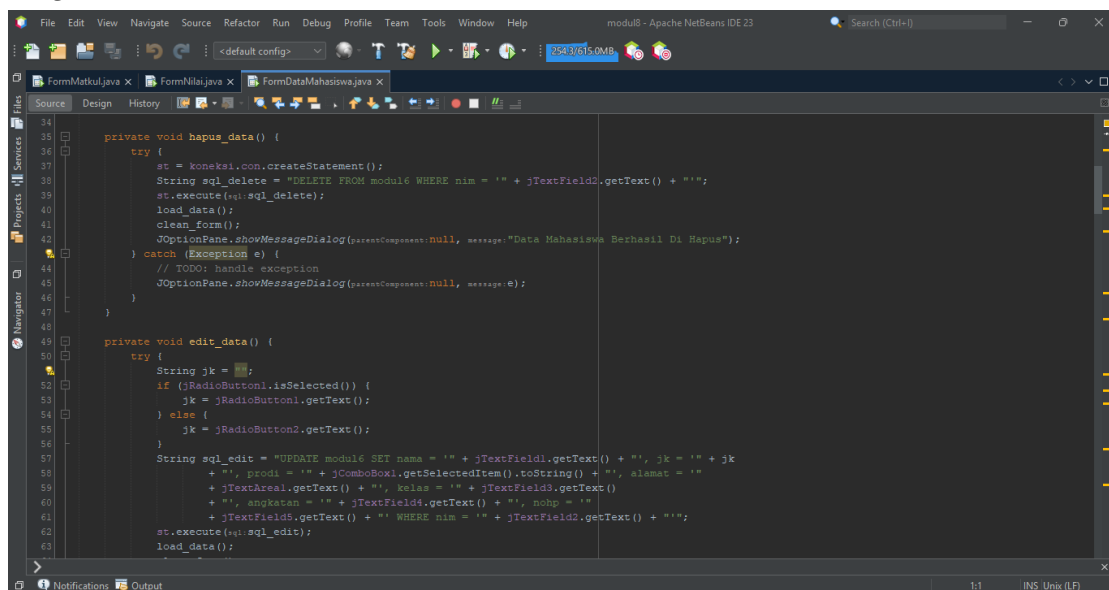 File Edit View Navigate Source Refactor Run Debug Profile Team Tools Window Help modul8 - Apache NetBeans IDE 23 Search (Ctrl+I)
<default config> 254.3/615.0MB
FormMatkul.java FormNilai.java FormDataMahasiswa.java
Source Design History
Files
Services
Projects
Navigator
34
35 private void hapus_data() {
36 try {
37 st = koneksi.con.createStatement();
38 String sql_delete = "DELETE FROM modul6 WHERE nim = '" + jTextField2.getText() + "'";
39 st.execute(sql:sql_delete);
40 load_data();
41 clean_form();
42 JOptionPane.showMessageDialog(parentComponent:null, message:"Data Mahasiswa Berhasil Di Hapus");
} catch (Exception e) {
44 // TODO: handle exception
45 JOptionPane.showMessageDialog(parentComponent:null, message:e);
46 }
47 }
48
49 private void edit_data() {
50 try {
String jk = "";
52 if (jRadioButton1.isSelected()) {
53 jk = jRadioButton1.getText();
54 } else {
55 jk = jRadioButton2.getText();
56 }
57 String sql_edit = "UPDATE modul6 SET nama = '" + jTextField1.getText() + "', jk = '" + jk
58 + "', prodi = '" + jComboBox1.getSelectedItem().toString() + "', alamat = '"
59 + jTextArea1.getText() + "', kelas = '" + jTextField3.getText()
60 + "', angkatan = '" + jTextField4.getText() + "', nohp = '"
61 + jTextField5.getText() + "' WHERE nim = '" + jTextField2.getText() + "'";
62 st.execute(sql:sql_edit);
63 load_data();
Notifications Output 1:1 INS Unix (LF)